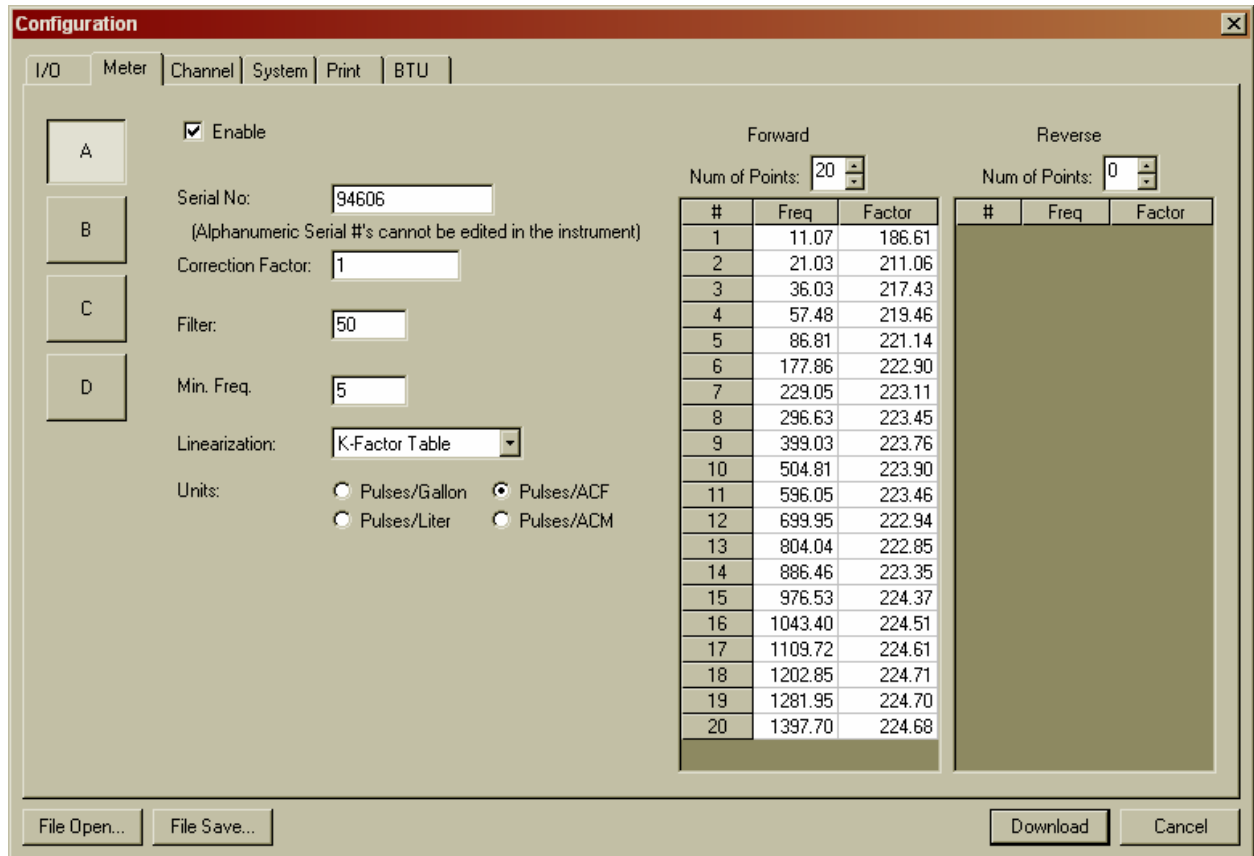 Configuration
I/O Meter Channel System Print BTU
A
B
C
D
Enable
Serial No: 94606
(Alphanumeric Serial #'s cannot be edited in the instrument)
Correction Factor: 1
Filter: 50
Min. Freq. 5
Linearization: K-Factor Table
Units: Pulses/Gallon Pulses/ACF
Pulses/Liter Pulses/ACM
Forward
Num of Points: 20
# Freq Factor
1 11.07 186.61
2 21.03 211.06
3 36.03 217.43
4 57.48 219.46
5 86.81 221.14
6 177.86 222.90
7 229.05 223.11
8 296.63 223.45
9 399.03 223.76
10 504.81 223.90
11 596.05 223.46
12 699.95 222.94
13 804.04 222.85
14 886.46 223.35
15 976.53 224.37
16 1043.40 224.51
17 1109.72 224.61
18 1202.85 224.71
19 1281.95 224.70
20 1397.70 224.68
Reverse
Num of Points: 0
# Freq Factor
File Open... File Save... Download Cancel